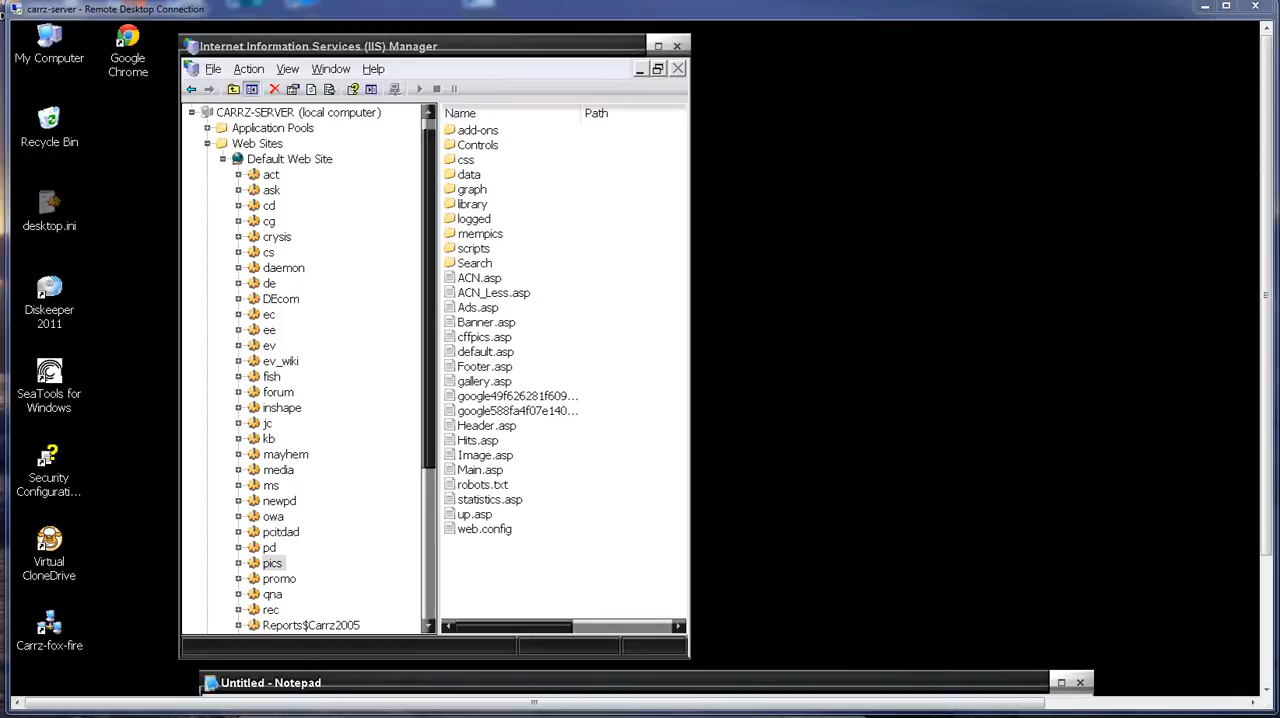 carrz-server - Remote Desktop Connection
My Computer
Google
Chrome
Recycle Bin
desktop.ini
Diskeeper
2011
SeaTools for
Windows
Security
Configurati...
Virtual
CloneDrive
Carrz-fox-fire
Internet Information Services (IIS) Manager
File Action View Window Help
CARRZ-SERVER (local computer)
Application Pools
Web Sites
Default Web Site
act
ask
cd
cg
crysis
cs
daemon
de
DEcom
ec
ee
ev
ev_wiki
fish
forum
inshape
jc
kb
mayhem
media
ms
newpd
owa
pcitdad
pd
pics
promo
qna
rec
Reports$Carrz2005
Name Path
add-ons
Controls
css
data
graph
library
logged
mempics
scripts
Search
ACN.asp
ACN_Less.asp
Ads.asp
Banner.asp
cffpics.asp
default.asp
Footer.asp
gallery.asp
google49f626281f609...
google588fa4f07e140...
Header.asp
Hits.asp
Image.asp
Main.asp
robots.txt
statistics.asp
up.asp
web.config
Untitled - Notepad